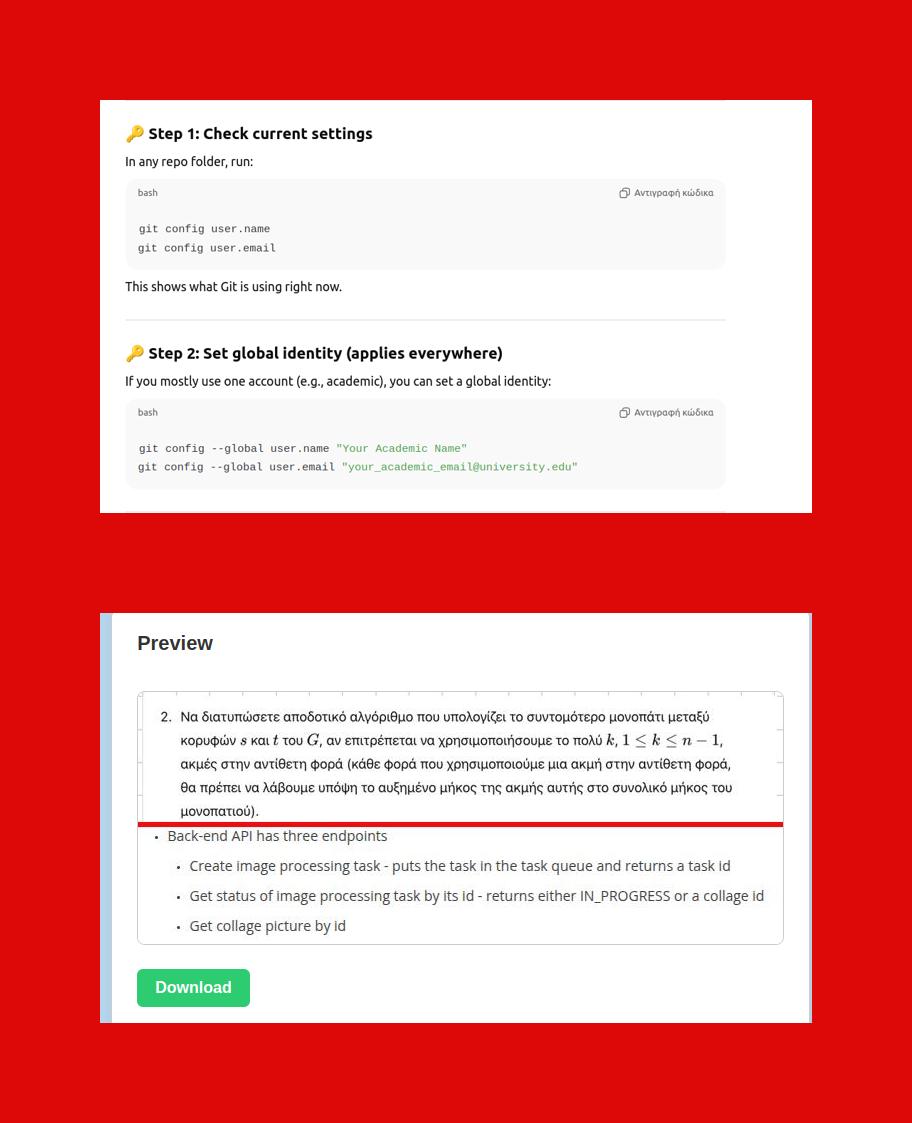 🔑 Step 1: Check current settings
In any repo folder, run:
bash
Αντιγραφή κώδικα
git config user.name
git config user.email
This shows what Git is using right now.
🔑 Step 2: Set global identity (applies everywhere)
If you mostly use one account (e.g., academic), you can set a global identity:
bash
Αντιγραφή κώδικα
git config --global user.name "Your Academic Name"
git config --global user.email "your_academic_email@university.edu"
Preview
2. Να διατυπώσετε αποδοτικό αλγόριθμο που υπολογίζει το συντομότερο μονοπάτι μεταξύ
κορυφών s και t του G, αν επιτρέπεται να χρησιμοποιήσουμε το πολύ k, 1 ≤ k ≤ n − 1,
ακμές στην αντίθετη φορά (κάθε φορά που χρησιμοποιούμε μια ακμή στην αντίθετη φορά,
θα πρέπει να λάβουμε υπόψη το αυξημένο μήκος της ακμής αυτής στο συνολικό μήκος του
μονοπατιού).
• Back-end API has three endpoints
• Create image processing task - puts the task in the task queue and returns a task id
• Get status of image processing task by its id - returns either IN_PROGRESS or a collage id
• Get collage picture by id
Download